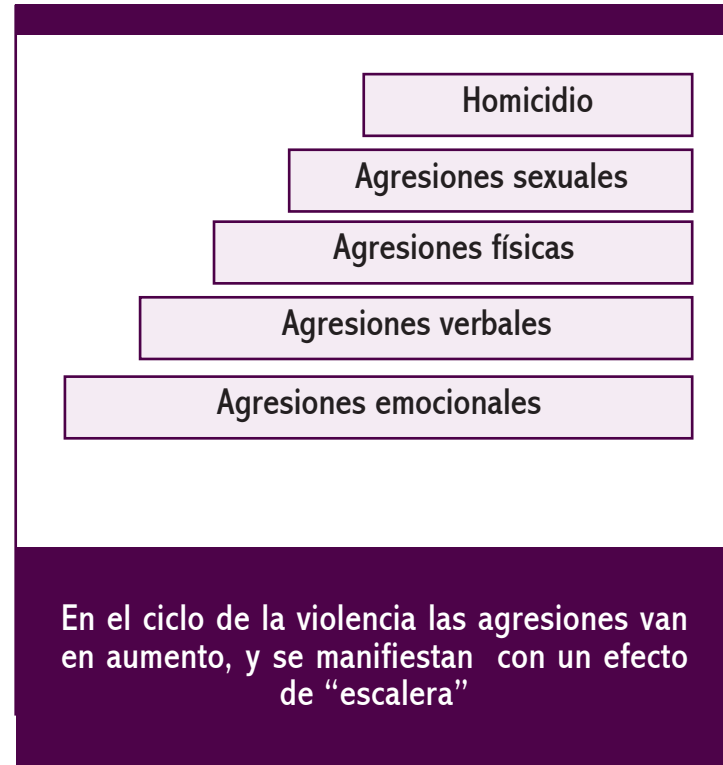 Homicidio
Agresiones sexuales
Agresiones físicas
Agresiones verbales
Agresiones emocionales
En el ciclo de la violencia las agresiones van
en aumento, y se manifiestan con un efecto
de “escalera”